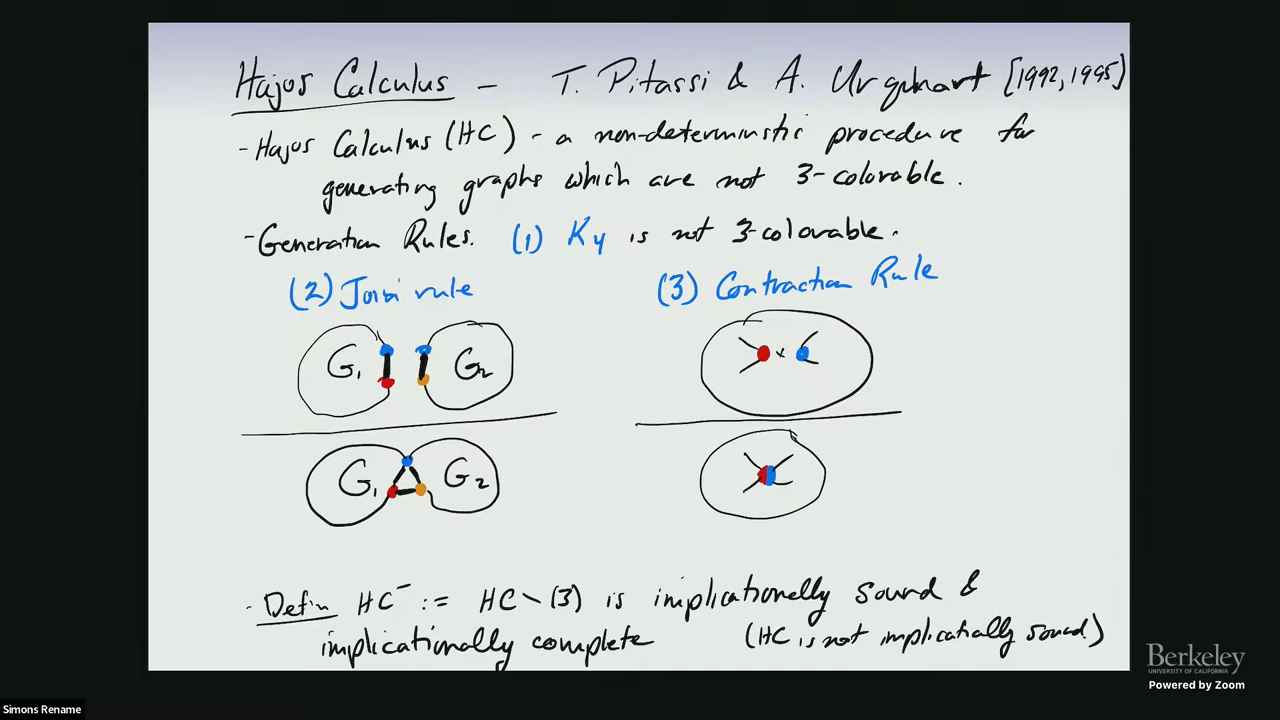 Hajos Calculus - T. Pitassi & A. Urquhart [1992, 1995]
- Hajos Calculus (HC) - a non-deterministic procedure for
generating graphs which are not 3-colorable.
- Generation Rules. (1) K4 is not 3-colorable.
(2) Join rule (3) Contraction Rule
G1 G2
G1 G2
- Defin HC⁻ := HC \ (3) is implicationally sound &
implicationally complete (HC is not implicatially sound)
Berkeley
UNIVERSITY OF CALIFORNIA
Powered by Zoom
Simons Rename